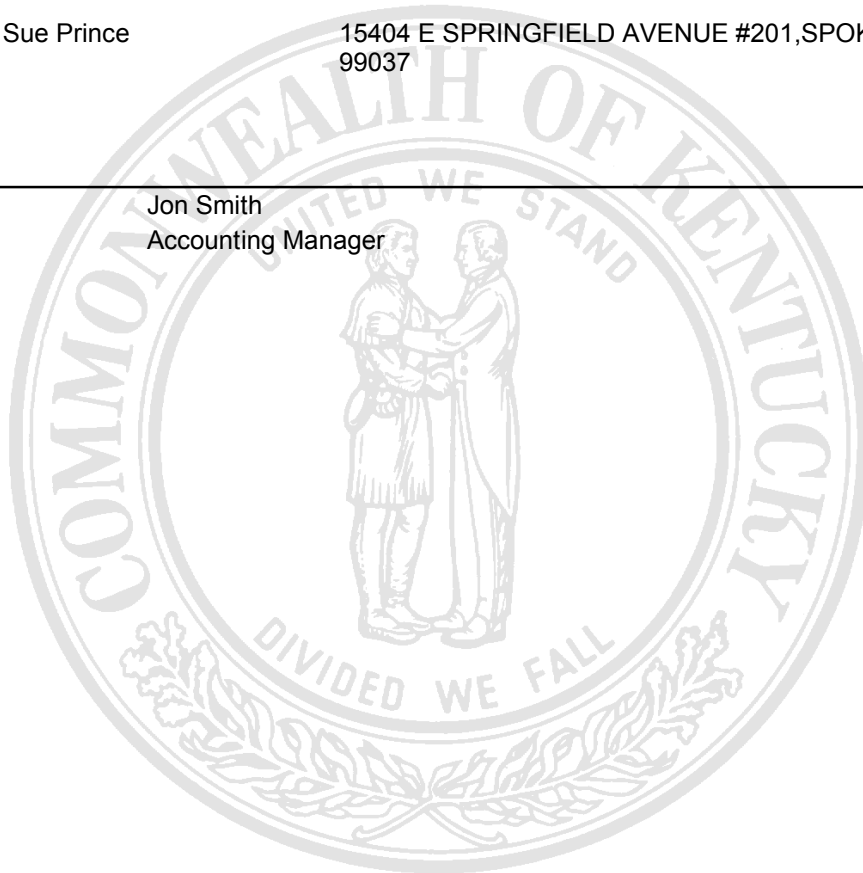 Sue Prince 15404 E SPRINGFIELD AVENUE #201,SPOK
99037
Jon Smith
Accounting Manager
COMMONWEALTH OF KENTUCKY
UNITED WE STAND
DIVIDED WE FALL